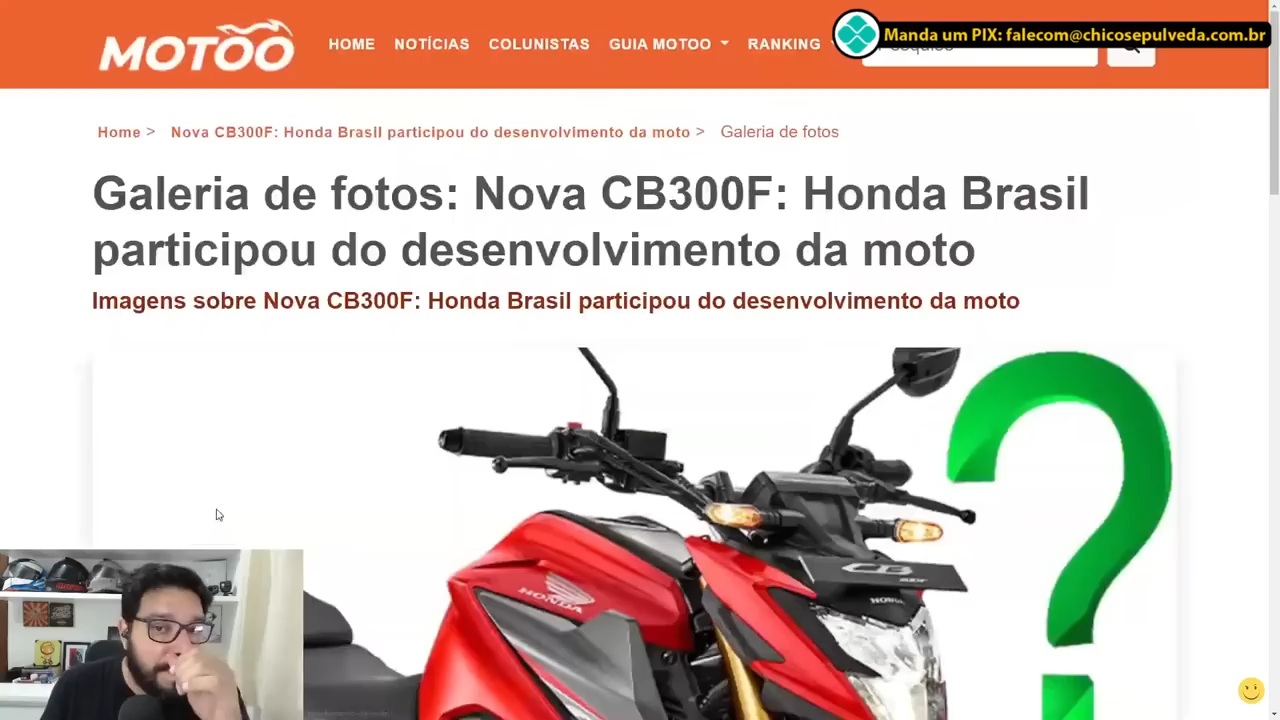 MOTOO
HOME NOTÍCIAS COLUNISTAS GUIA MOTOO RANKING
Manda um PIX: falecom@chicosepulveda.com.br
Home > Nova CB300F: Honda Brasil participou do desenvolvimento da moto > Galeria de fotos
Galeria de fotos: Nova CB300F: Honda Brasil
participou do desenvolvimento da moto
Imagens sobre Nova CB300F: Honda Brasil participou do desenvolvimento da moto
CB
300F
HONDA
HONDA